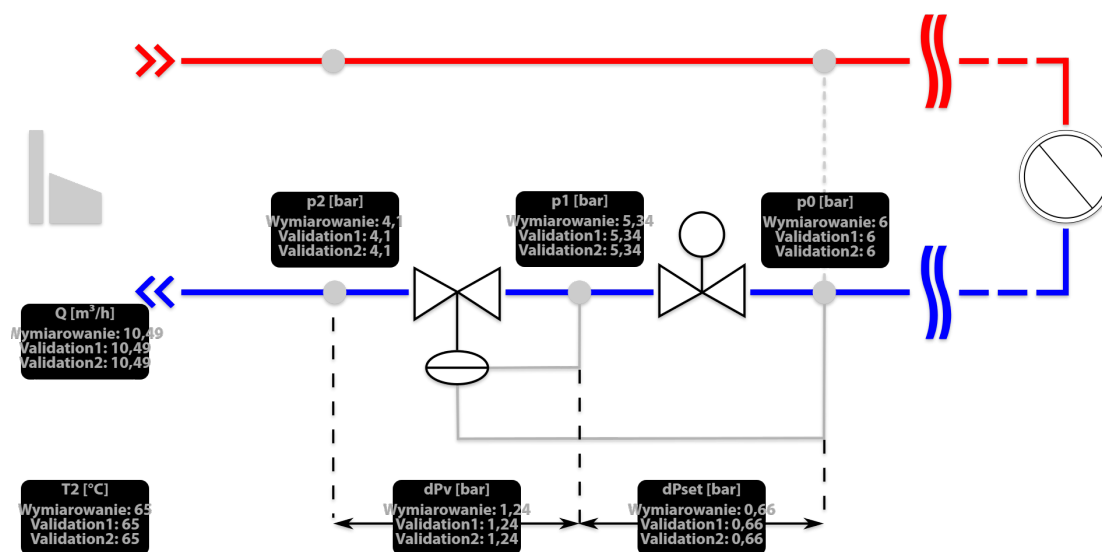 p2 [bar]
Wymiarowanie: 4,1
Validation1: 4,1
Validation2: 4,1
p1 [bar]
Wymiarowanie: 5,34
Validation1: 5,34
Validation2: 5,34
p0 [bar]
Wymiarowanie: 6
Validation1: 6
Validation2: 6
Q [m³/h]
Wymiarowanie: 10,49
Validation1: 10,49
Validation2: 10,49
T2 [°C]
Wymiarowanie: 65
Validation1: 65
Validation2: 65
dPv [bar]
Wymiarowanie: 1,24
Validation1: 1,24
Validation2: 1,24
dPset [bar]
Wymiarowanie: 0,66
Validation1: 0,66
Validation2: 0,66